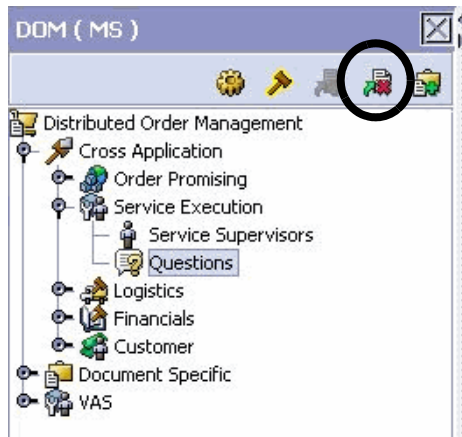 DOM ( MS )
Distributed Order Management
Cross Application
Order Promising
Service Execution
Service Supervisors
Questions
Logistics
Financials
Customer
Document Specific
VAS